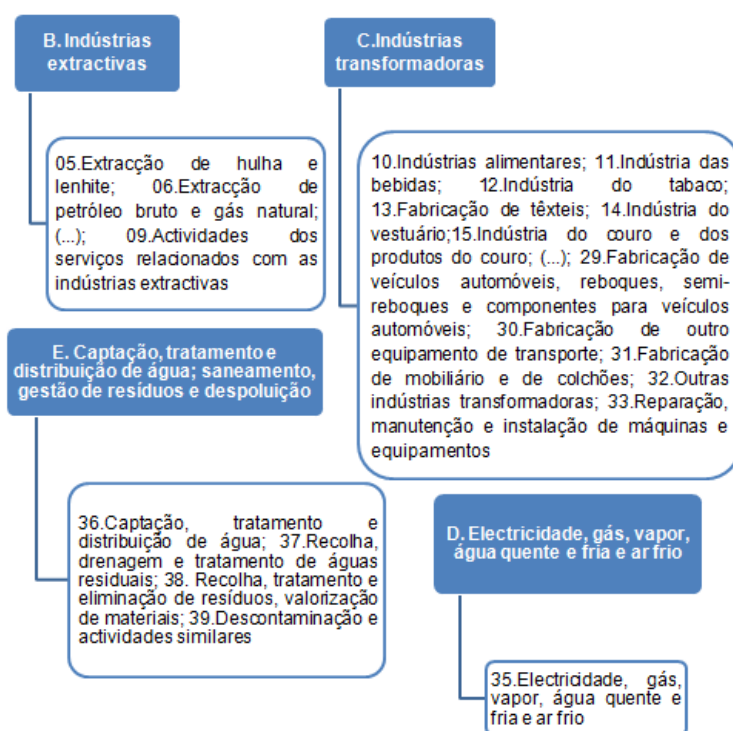 B. Indústrias
extractivas
05.Extracção de hulha e
lenhite; 06.Extracção de
petróleo bruto e gás natural;
(...); 09.Actividades dos
serviços relacionados com as
indústrias extractivas
C.Indústrias
transformadoras
10.Indústrias alimentares; 11.Indústria das
bebidas; 12.Indústria do tabaco;
13.Fabricação de têxteis; 14.Indústria do
vestuário;15.Indústria do couro e dos
produtos do couro; (...); 29.Fabricação de
veículos automóveis, reboques, semi-
reboques e componentes para veículos
automóveis; 30.Fabricação de outro
equipamento de transporte; 31.Fabricação
de mobiliário e de colchões; 32.Outras
indústrias transformadoras; 33.Reparação,
manutenção e instalação de máquinas e
equipamentos
E. Captação, tratamento e
distribuição de água; saneamento,
gestão de resíduos e despoluição
36.Captação, tratamento e
distribuição de água; 37.Recolha,
drenagem e tratamento de águas
residuais; 38. Recolha, tratamento e
eliminação de resíduos, valorização
de materiais; 39.Descontaminação e
actividades similares
D. Electricidade, gás, vapor,
água quente e fria e ar frio
35.Electricidade, gás,
vapor, água quente e
fria e ar frio